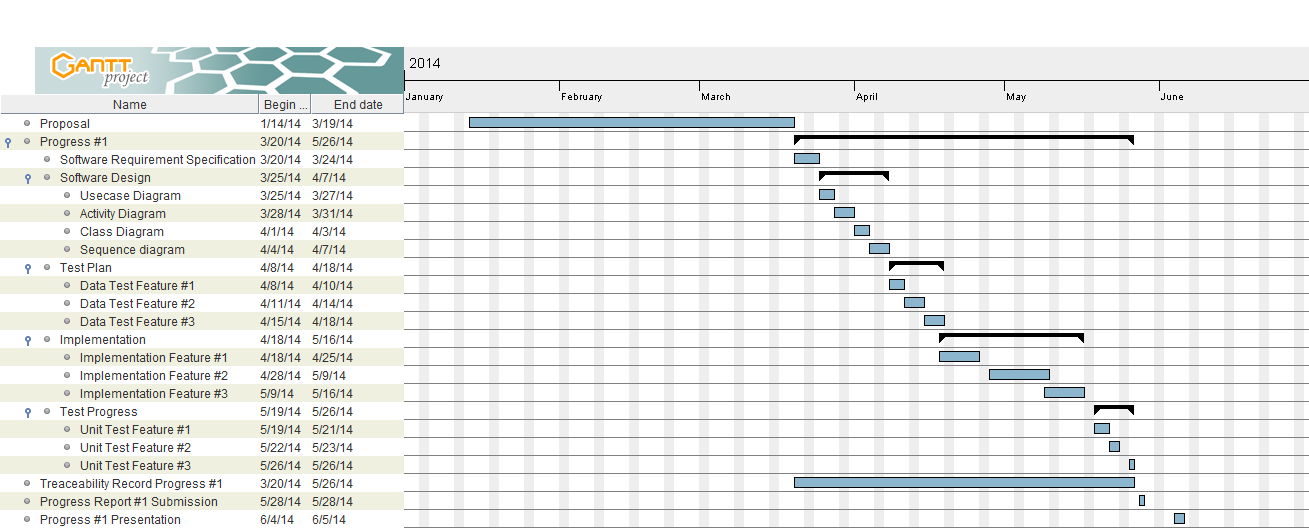 GANTT
project
2014
January February March April May June
Name Begin ... End date
Proposal 1/14/14 3/19/14
Progress #1 3/20/14 5/26/14
Software Requirement Specification 3/20/14 3/24/14
Software Design 3/25/14 4/7/14
Usecase Diagram 3/25/14 3/27/14
Activity Diagram 3/28/14 3/31/14
Class Diagram 4/1/14 4/3/14
Sequence diagram 4/4/14 4/7/14
Test Plan 4/8/14 4/18/14
Data Test Feature #1 4/8/14 4/10/14
Data Test Feature #2 4/11/14 4/14/14
Data Test Feature #3 4/15/14 4/18/14
Implementation 4/18/14 5/16/14
Implementation Feature #1 4/18/14 4/25/14
Implementation Feature #2 4/28/14 5/9/14
Implementation Feature #3 5/9/14 5/16/14
Test Progress 5/19/14 5/26/14
Unit Test Feature #1 5/19/14 5/21/14
Unit Test Feature #2 5/22/14 5/23/14
Unit Test Feature #3 5/26/14 5/26/14
Treaceability Record Progress #1 3/20/14 5/26/14
Progress Report #1 Submission 5/28/14 5/28/14
Progress #1 Presentation 6/4/14 6/5/14